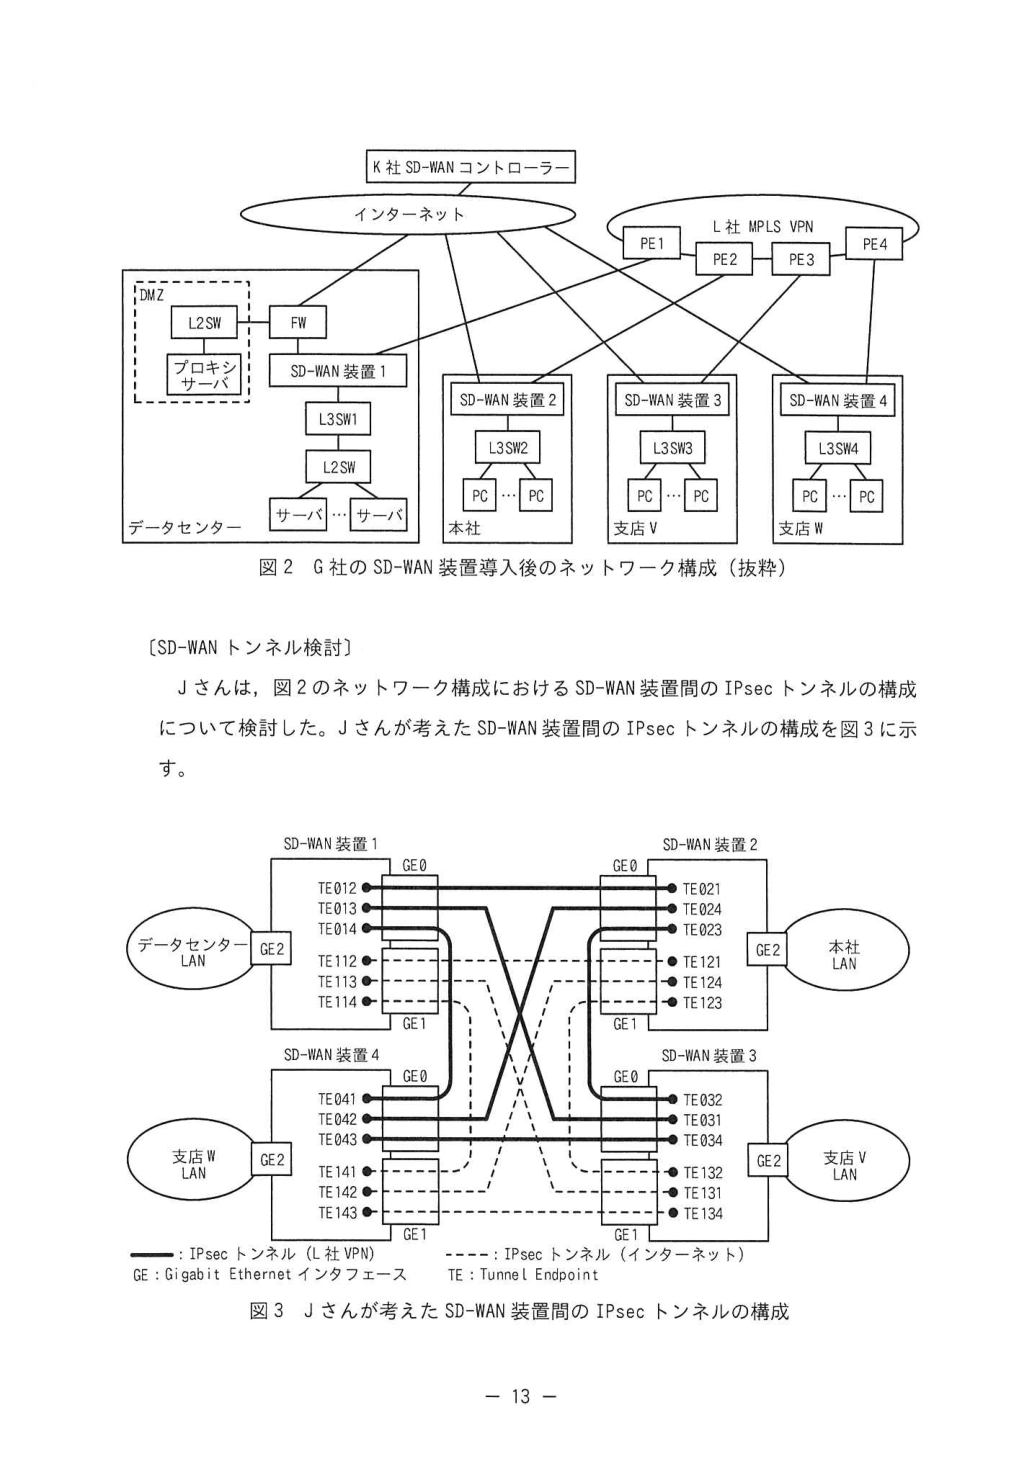 K 社 SD-WAN コントローラー
インターネット
L 社 MPLS VPN
PE1
PE2
PE3
PE4
DMZ
L2SW
FW
プロキシ
サーバ
SD-WAN 装置 1
L3SW1
L2SW
サーバ … サーバ
データセンター
SD-WAN 装置 2
L3SW2
PC … PC
本社
SD-WAN 装置 3
L3SW3
PC … PC
支店 V
SD-WAN 装置 4
L3SW4
PC … PC
支店 W
図 2 G 社の SD-WAN 装置導入後のネットワーク構成（抜粋）
〔SD-WAN トンネル検討〕
J さんは，図 2 のネットワーク構成における SD-WAN 装置間の IPsec トンネルの構成
について検討した。J さんが考えた SD-WAN 装置間の IPsec トンネルの構成を図 3 に示
す。
SD-WAN 装置 1
GE0
TE012
TE013
TE014
TE112
TE113
TE114
GE1
データセンター
LAN
GE2
SD-WAN 装置 2
GE0
TE021
TE024
TE023
TE121
TE124
TE123
GE1
GE2
本社
LAN
SD-WAN 装置 4
GE0
TE041
TE042
TE043
TE141
TE142
TE143
GE1
支店 W
LAN
GE2
SD-WAN 装置 3
GE0
TE032
TE031
TE034
TE132
TE131
TE134
GE1
GE2
支店 V
LAN
：IPsec トンネル（L 社 VPN）
：IPsec トンネル（インターネット）
GE：Gigabit Ethernet インタフェース
TE：Tunnel Endpoint
図 3 J さんが考えた SD-WAN 装置間の IPsec トンネルの構成
－ 13 －